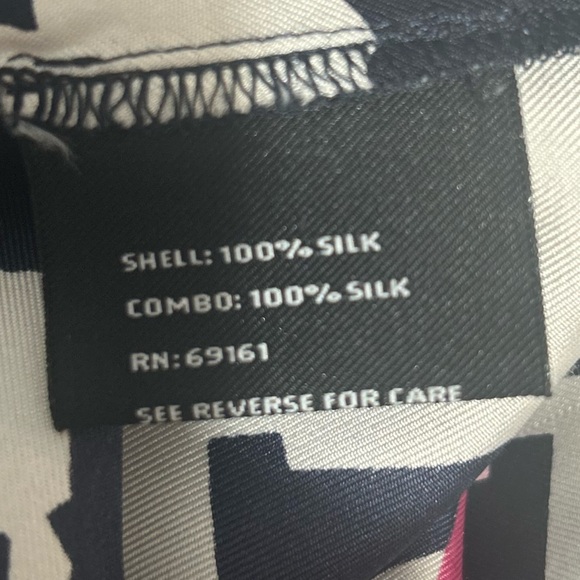 SHELL: 100% SILK
COMBO: 100% SILK
RN: 69161
SEE REVERSE FOR CARE